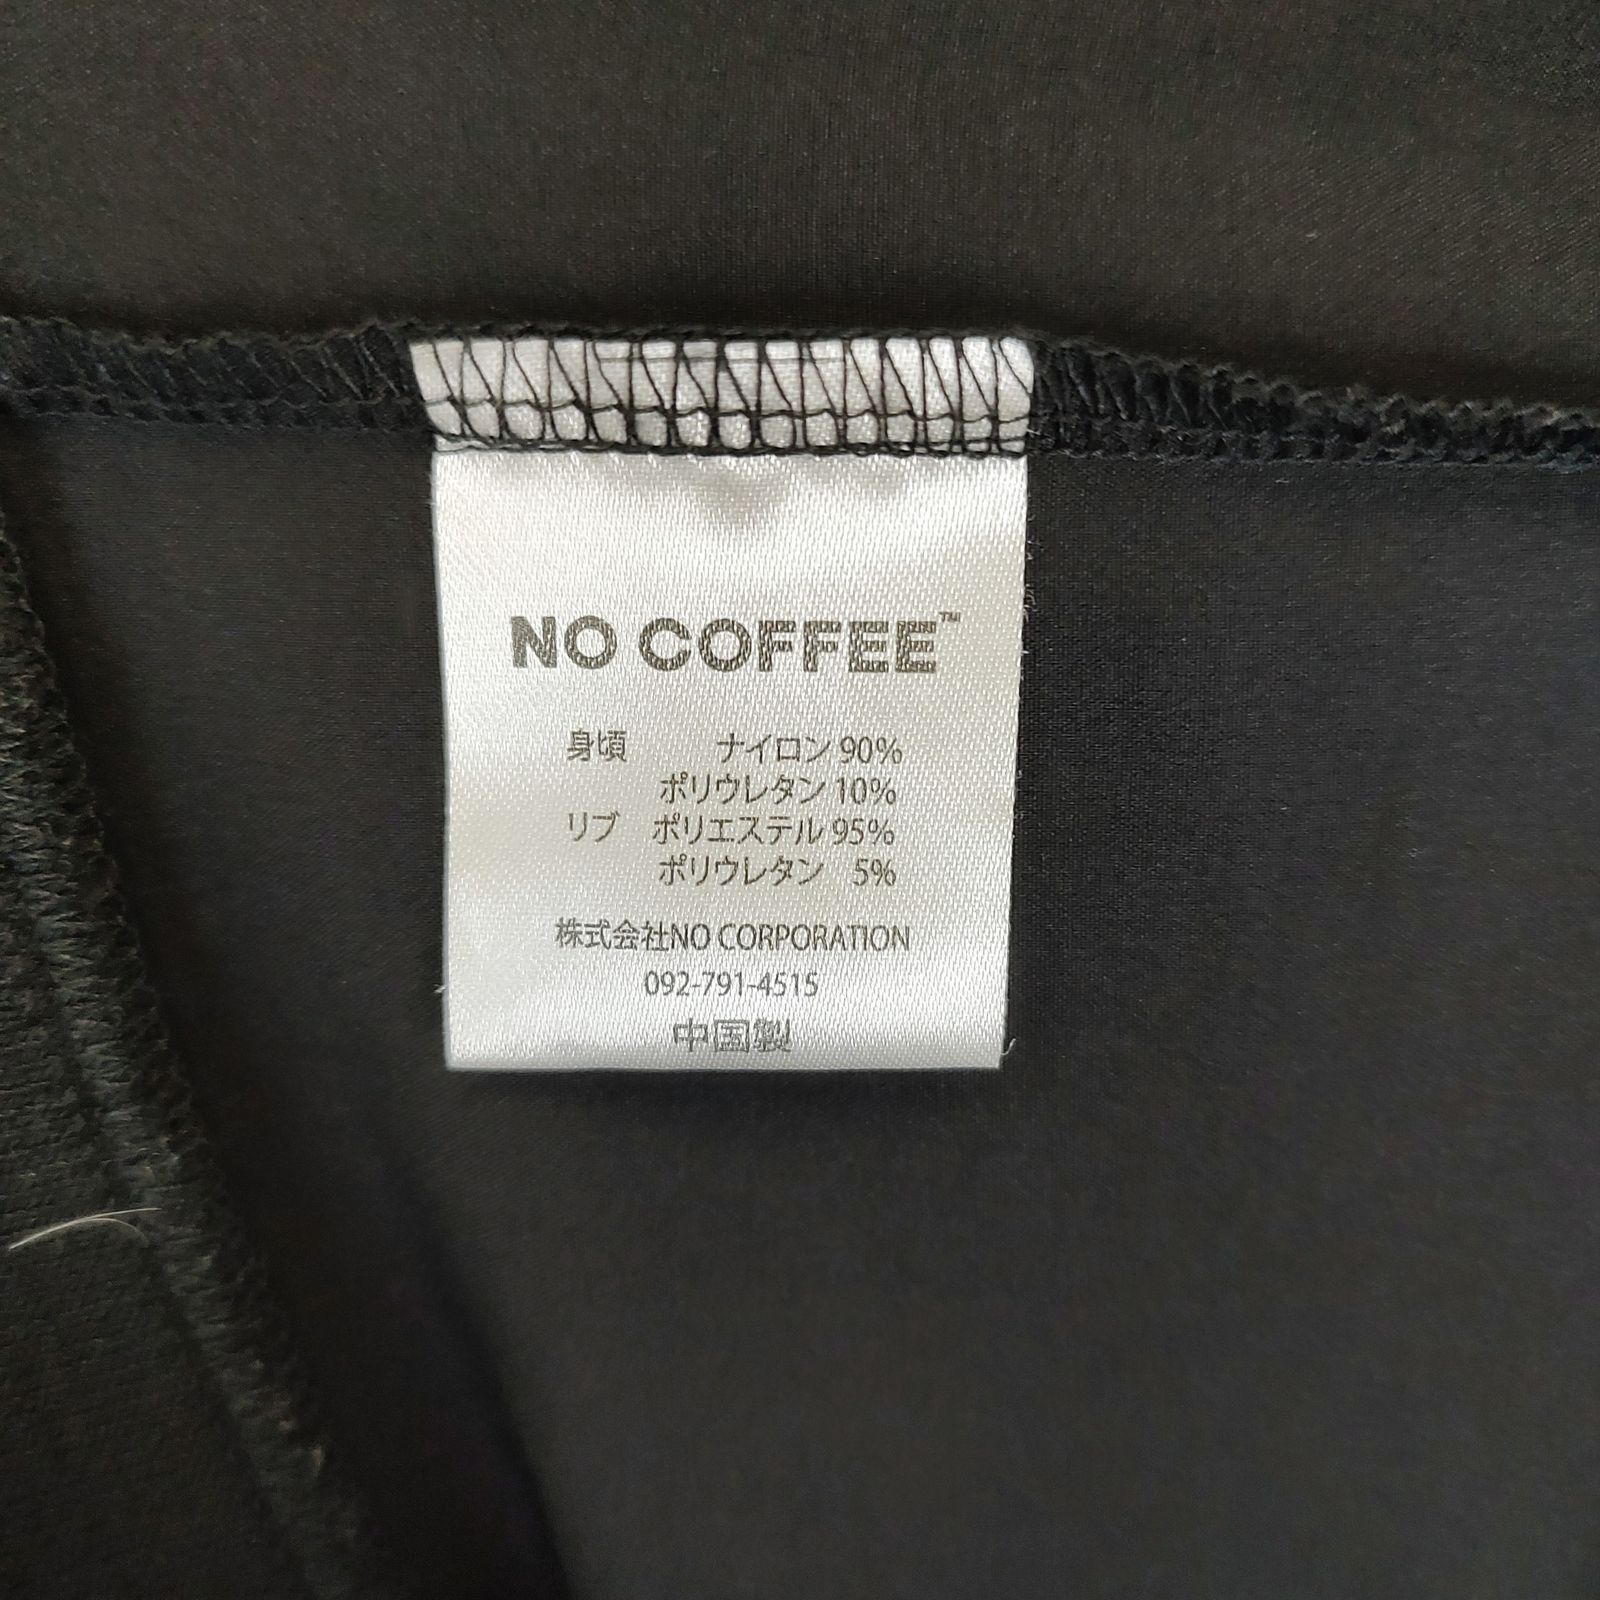 NO COFFEE™
身頃 ナイロン 90%
ポリウレタン 10%
リブ ポリエステル 95%
ポリウレタン 5%
株式会社NO CORPORATION
092-791-4515
中国製